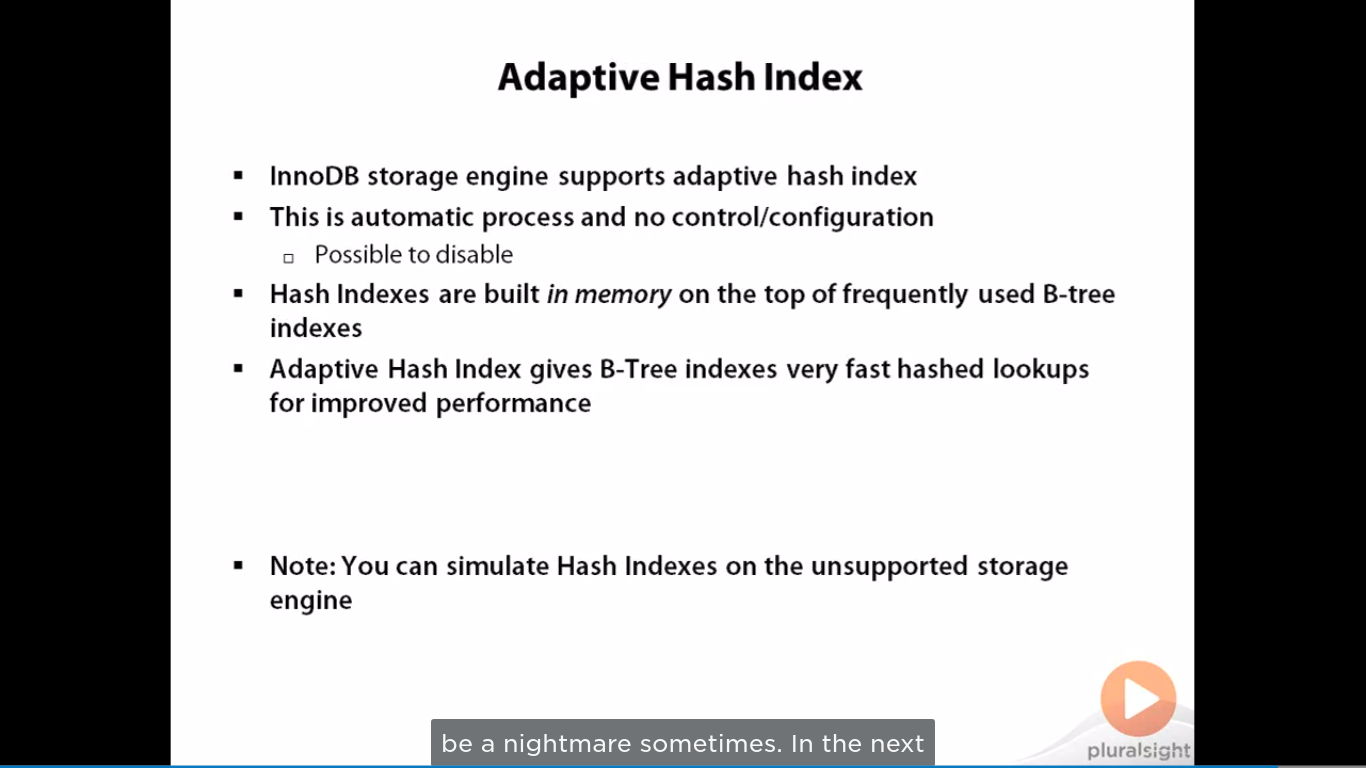 Adaptive Hash Index
▪ InnoDB storage engine supports adaptive hash index
▪ This is automatic process and no control/configuration
▫ Possible to disable
▪ Hash Indexes are built in memory on the top of frequently used B-tree
indexes
▪ Adaptive Hash Index gives B-Tree indexes very fast hashed lookups
for improved performance
▪ Note: You can simulate Hash Indexes on the unsupported storage
engine
pluralsight
be a nightmare sometimes. In the next